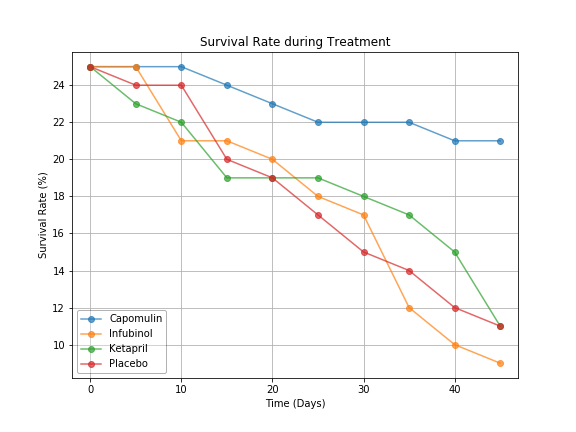 Survival Rate during Treatment
Survival Rate (%)
24
22
20
18
16
14
12
10
Capomulin
Infubinol
Ketapril
Placebo
0
10
20
30
40
Time (Days)